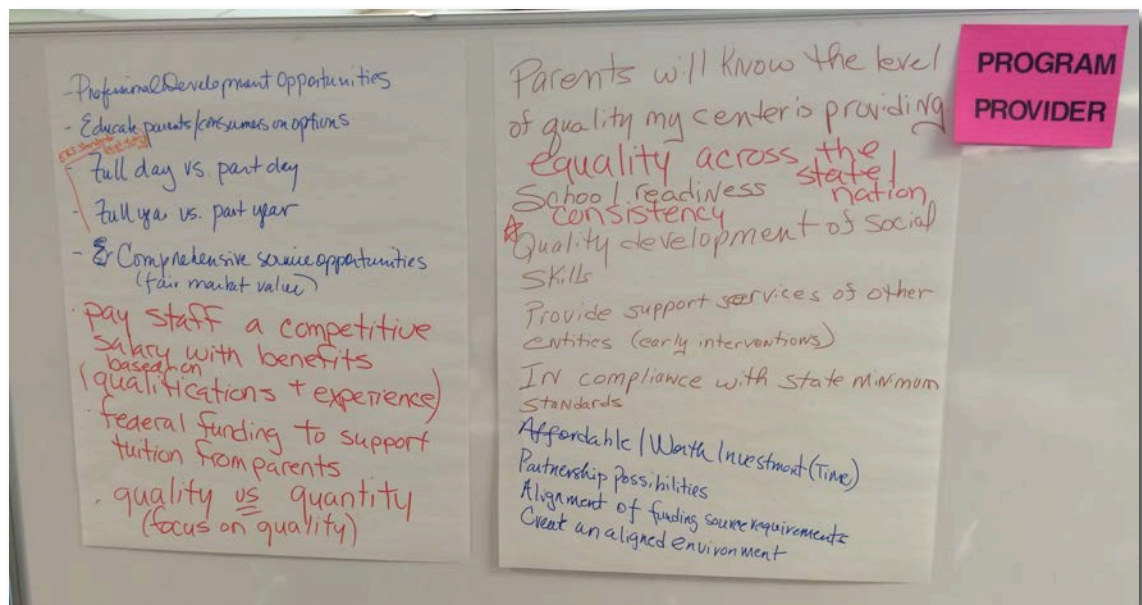 - Professional Development Opportunities
- Educate parents/consumers on options
- Full day vs. part day
- Full year vs. part year
- Comprehensive service opportunities
(fair market value)
· pay staff a competitive
salary with benefits
based on
(qualifications + experience)
· federal funding to support
tuition from parents
· quality vs quantity
(focus on quality)
Parents will know the level
of quality my center is providing
equality across the
state/
nation
School readiness
consistency
Quality development of social
skills
Provide support services of other
entities (early interventions)
In compliance with state minimum
standards
Affordable / Worth Investment (Time)
Partnership possibilities
Alignment of funding source requirements
Creat an aligned environment
PROGRAM
PROVIDER